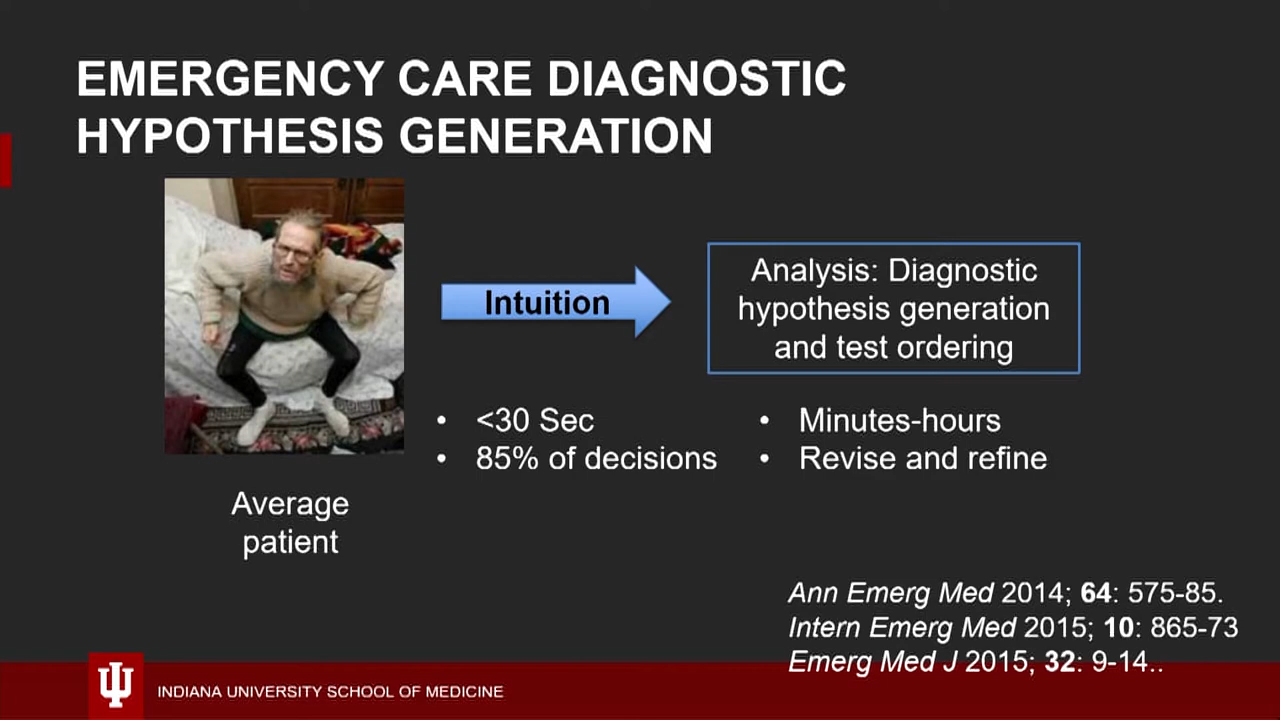 EMERGENCY CARE DIAGNOSTIC
HYPOTHESIS GENERATION
Intuition
Analysis: Diagnostic
hypothesis generation
and test ordering
• <30 Sec
• 85% of decisions
• Minutes-hours
• Revise and refine
Average
patient
Ann Emerg Med 2014; 64: 575-85.
Intern Emerg Med 2015; 10: 865-73
Emerg Med J 2015; 32: 9-14..
INDIANA UNIVERSITY SCHOOL OF MEDICINE